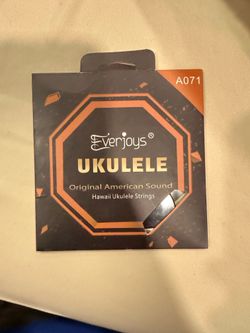 A071
Everjoys®
UKULELE
Original American Sound
Hawaii Ukulele Strings